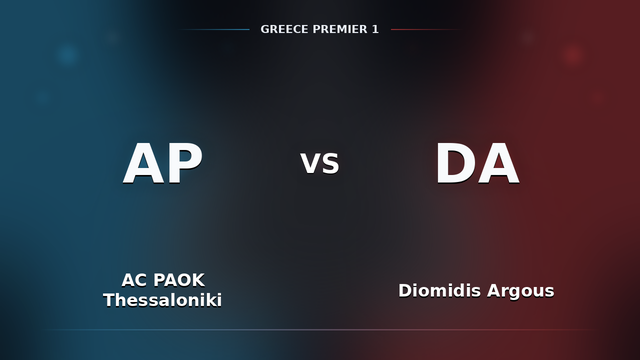 GREECE PREMIER 1
AP
VS
DA
AC PAOK
Thessaloniki
Diomidis Argous